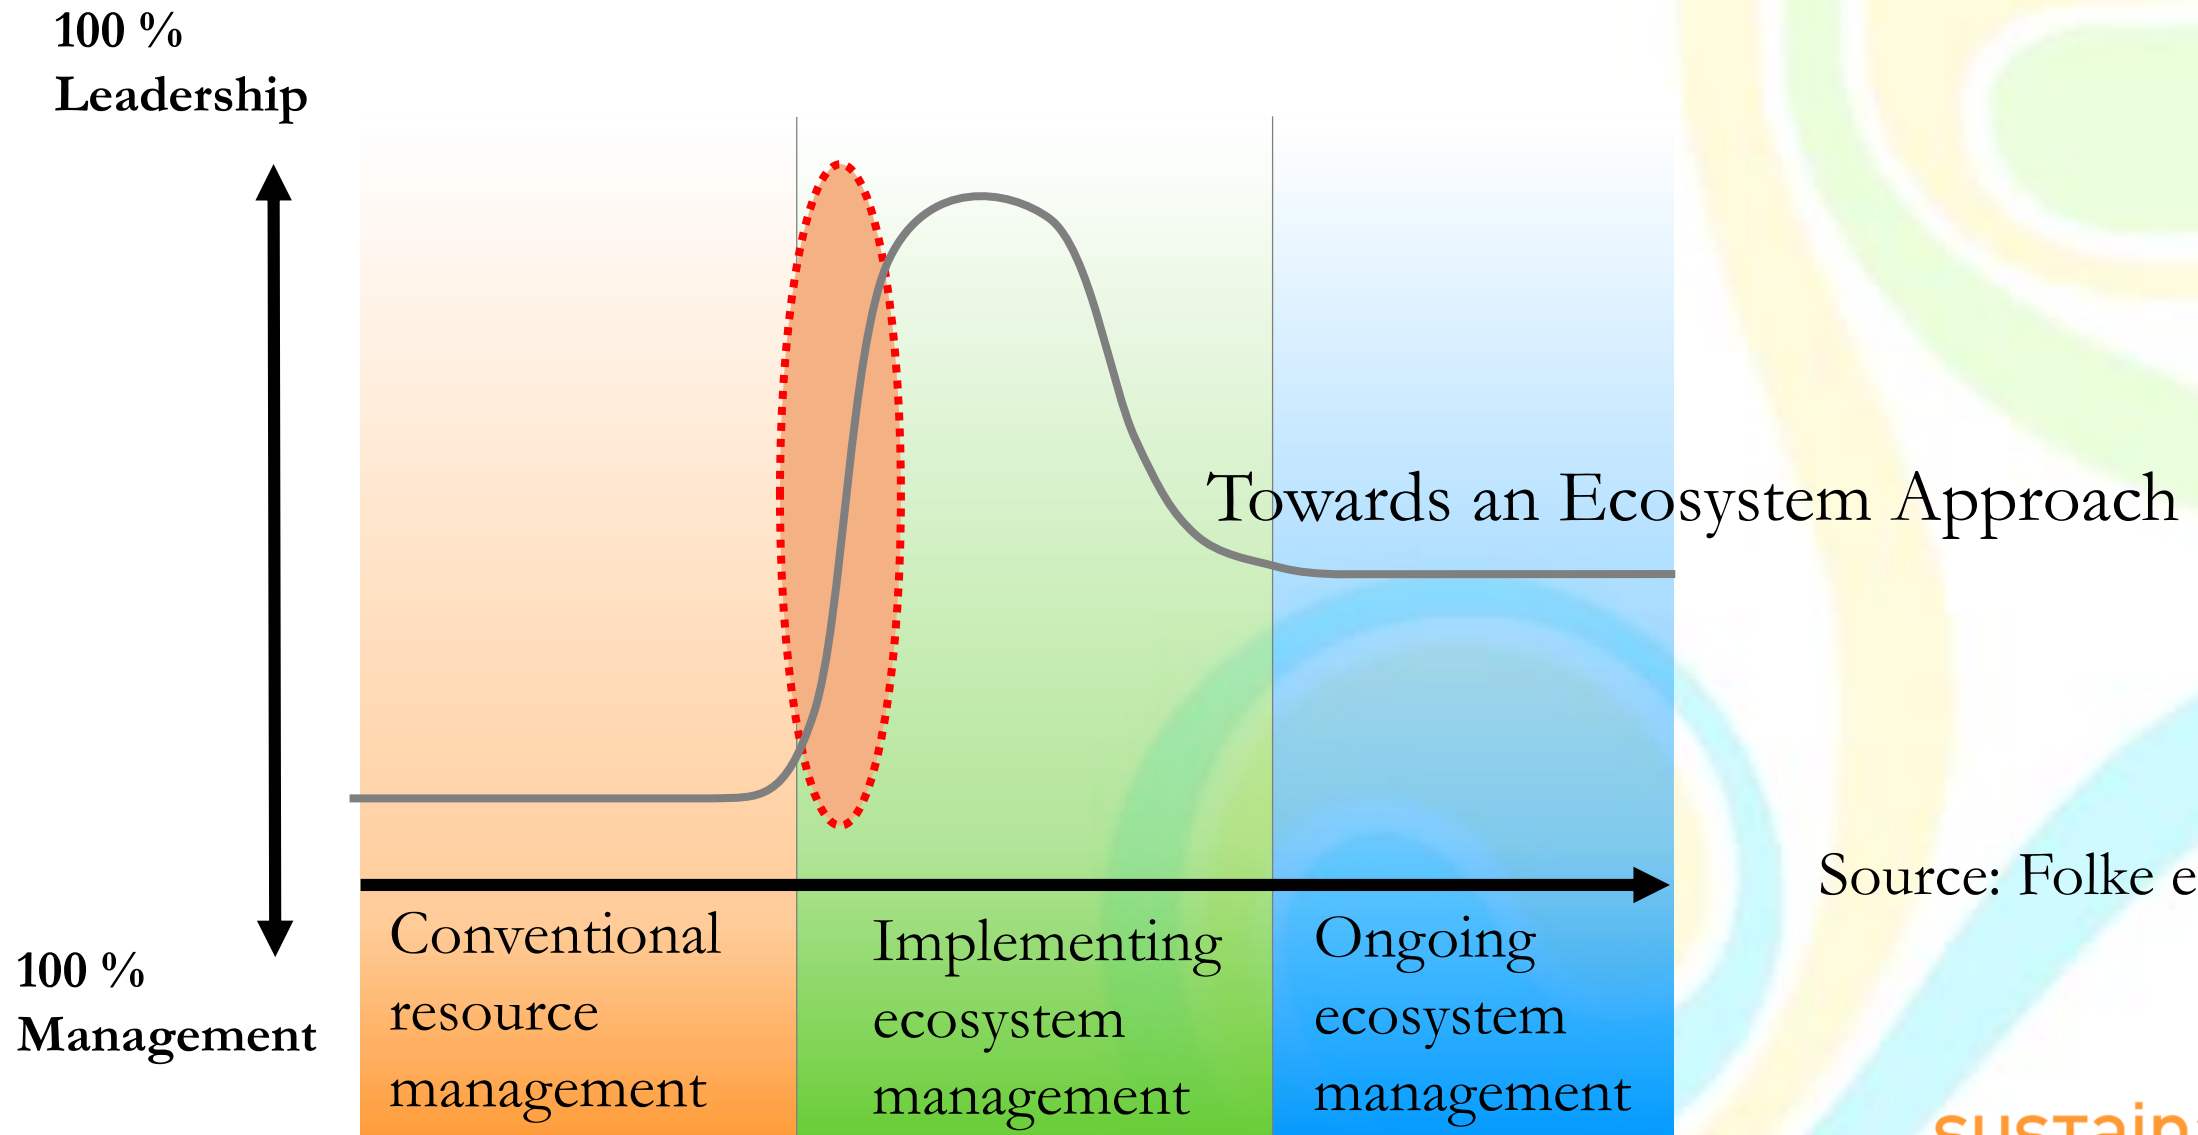 100 %
Leadership
Towards an Ecosystem Approach
Source: Folke e
100 %
Management
Conventional
resource
management
Implementing
ecosystem
management
Ongoing
ecosystem
management
sustain